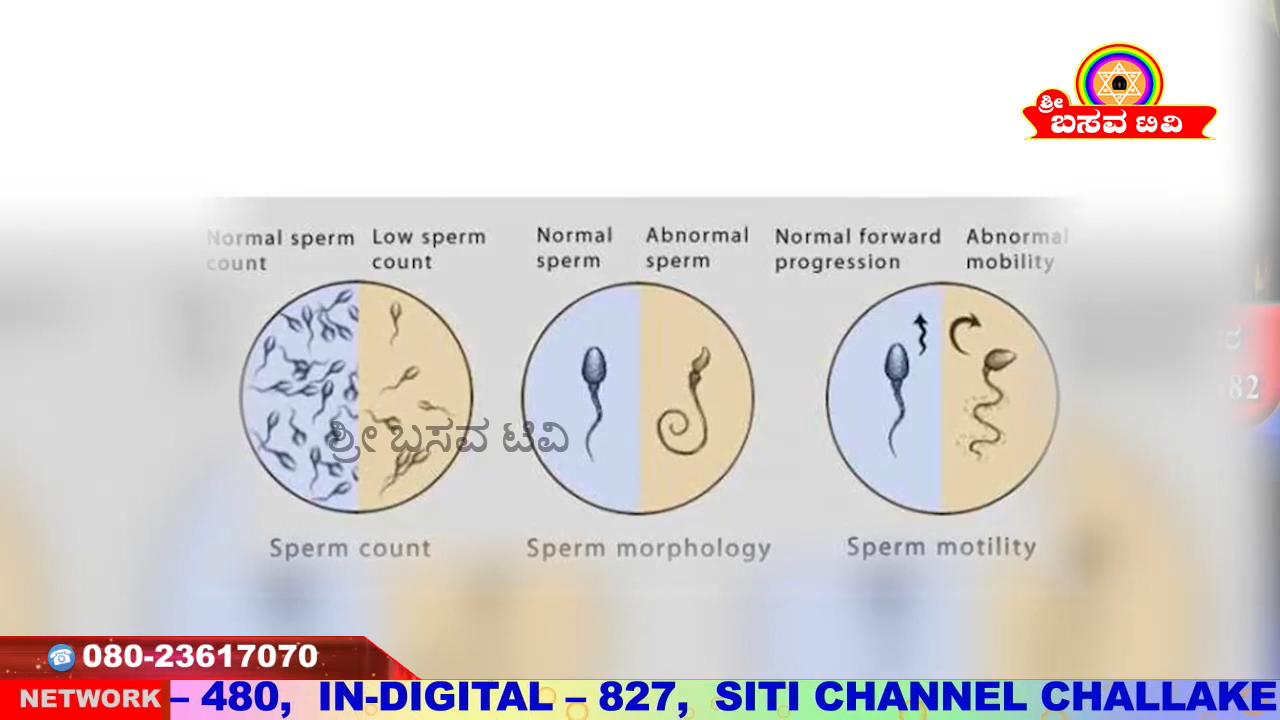 ಶ್ರೀ
ಬಸವ ಟಿವಿ
Normal sperm count
Low sperm count
Normal sperm
Abnormal sperm
Normal forward progression
Abnormal mobility
ದ
82
ಶ್ರೀ ಬಸವ ಟಿವಿ
Sperm count
Sperm morphology
Sperm motility
080-23617070
NETWORK – 480, IN-DIGITAL – 827, SITI CHANNEL CHALLAKE